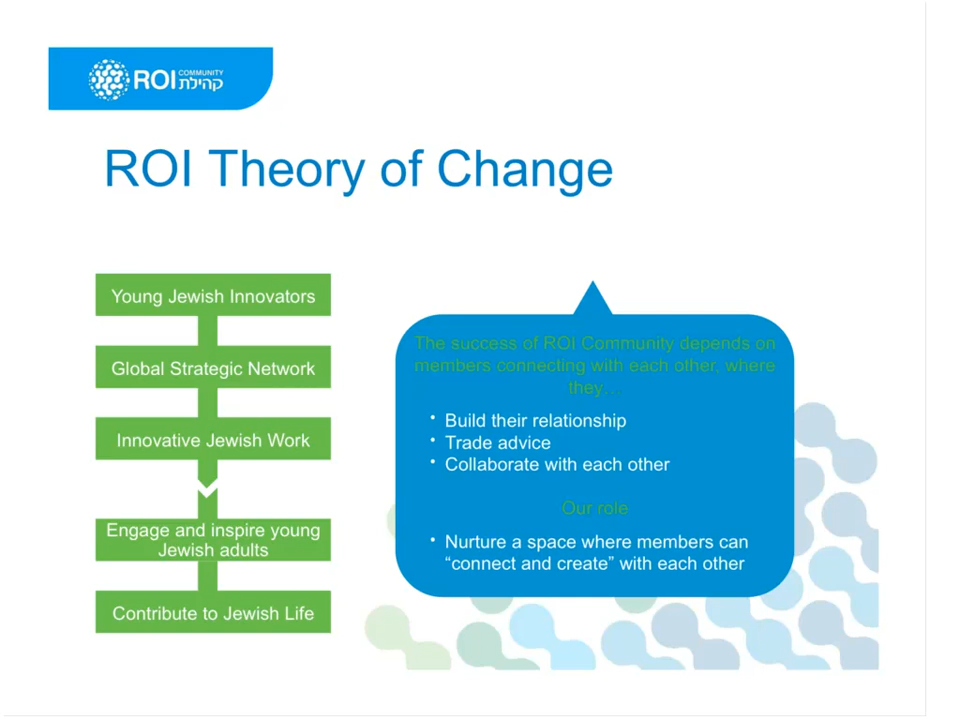 ROI COMMUNITY קהילת
ROI Theory of Change
Young Jewish Innovators
Global Strategic Network
Innovative Jewish Work
Engage and inspire young
Jewish adults
Contribute to Jewish Life
The success of ROI Community depends on
members connecting with each other, where
they…
• Build their relationship
• Trade advice
• Collaborate with each other
Our role
• Nurture a space where members can
“connect and create” with each other